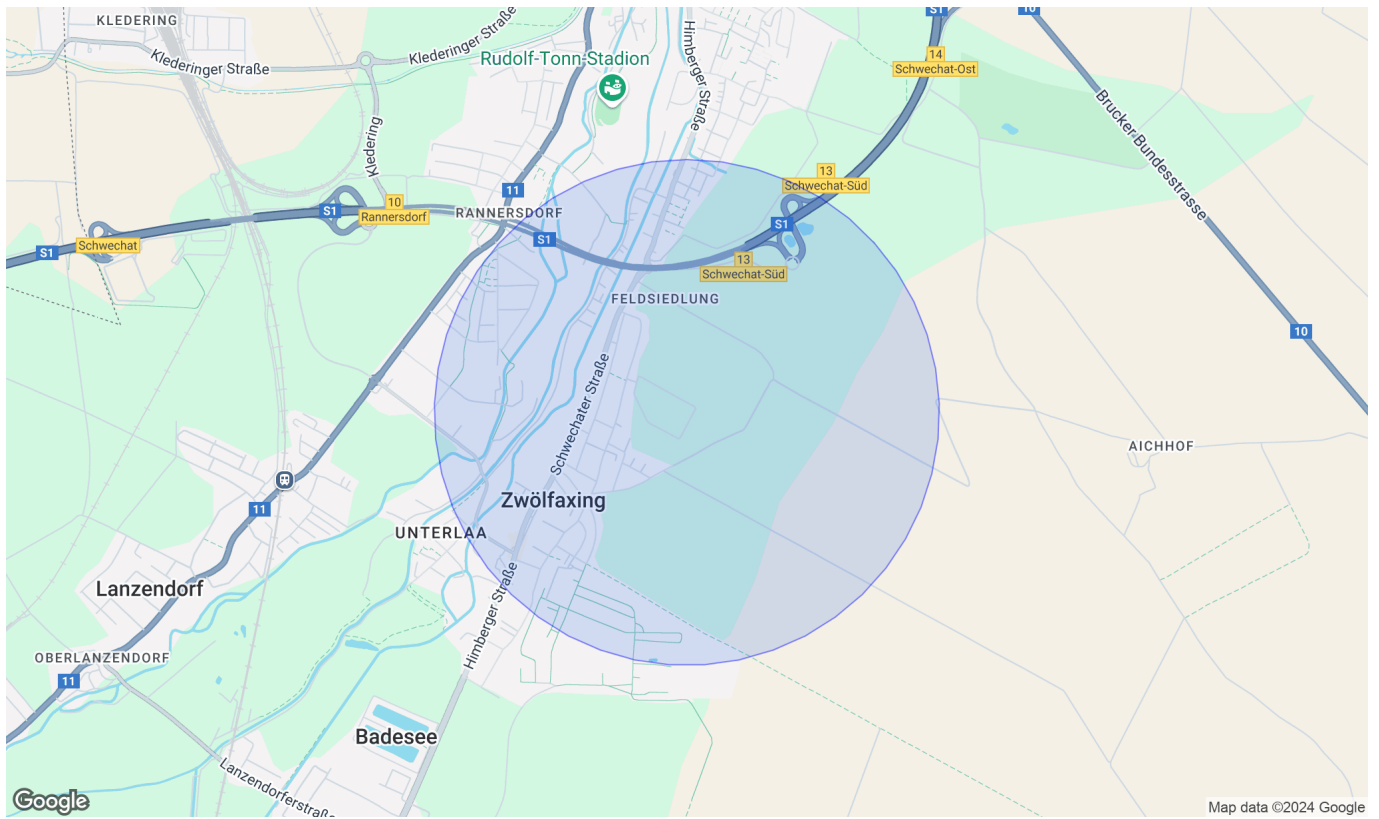 S1
10
KLEDERING
Klederinger Straße
Klederinger Straße
Himberger Straße
14
Schwechat-Ost
Rudolf-Tonn-Stadion
Brucker Bundesstrasse
Kledering
13
Schwechat-Süd
11
10
Rannersdorf
S1
RANNERSDORF
S1
S1
Schwechat
S1
13
Schwechat-Süd
FELDSIEDLUNG
10
Schwechater Straße
AICHHOF
Zwölfaxing
11
UNTERLAA
Lanzendorf
Himberger Straße
OBERLANZENDORF
11
Badesee
Lanzendorferstraße
Google
Map data ©2024 Google